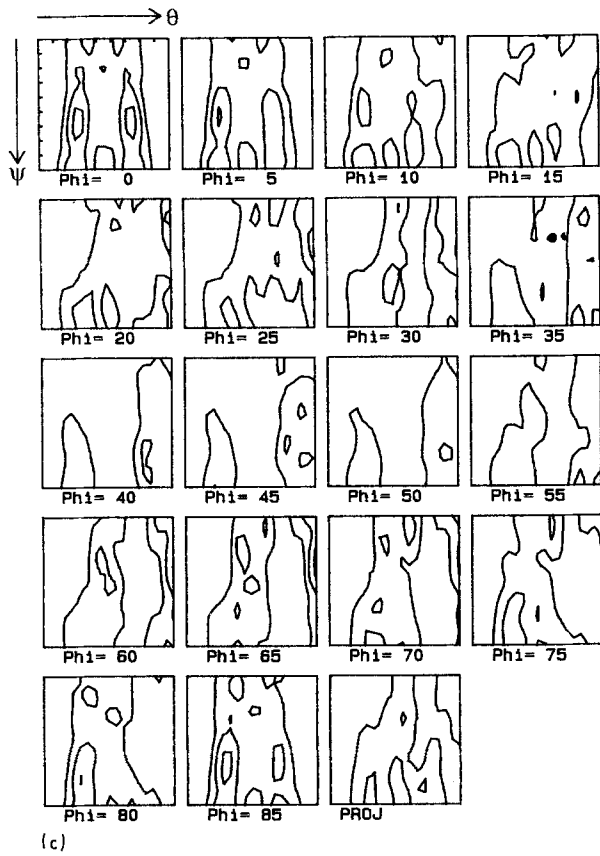 θ
ψ
Phi= 0
Phi= 5
Phi= 10
Phi= 15
Phi= 20
Phi= 25
Phi= 30
Phi= 35
Phi= 40
Phi= 45
Phi= 50
Phi= 55
Phi= 60
Phi= 65
Phi= 70
Phi= 75
Phi= 80
Phi= 85
PROJ
(c)